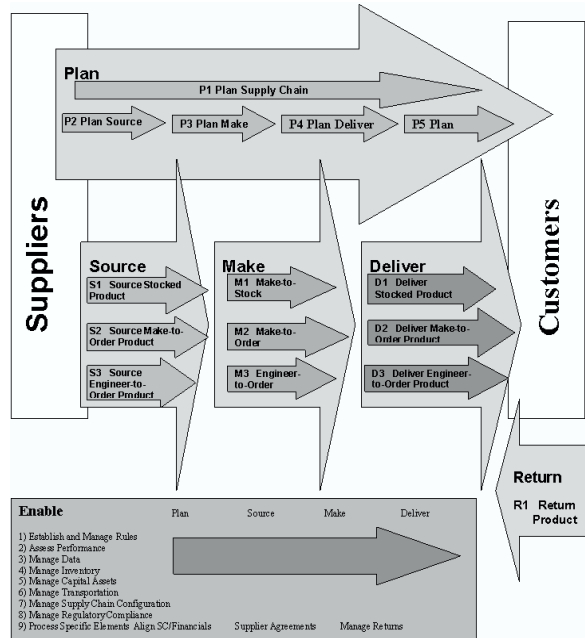 Plan
P1 Plan Supply Chain
P2 Plan Source
P3 Plan Make
P4 Plan Deliver
P5 Plan
Suppliers
Customers
Source
S1 Source Stocked
Product
S2 Source Make-to-
Order Product
S3 Source
Engineer-to-
Order Product
Make
M1 Make-to-
Stock
M2 Make-to-
Order
M3 Engineer-
to-Order
Deliver
D1 Deliver
Stocked Product
D2 Deliver Make-to-
Order Product
D3 Deliver Engineer-
to-Order Product
Return
R1 Return
Product
Enable
Plan Source Make Deliver
1) Establish and Manage Rules
2) Assess Performance
3) Manage Data
4) Manage Inventory
5) Manage Capital Assets
6) Manage Transportation
7) Manage Supply Chain Configuration
8) Manage Regulatory Compliance
9) Process Specific Elements Align SC/Financials Supplier Agreements Manage Returns